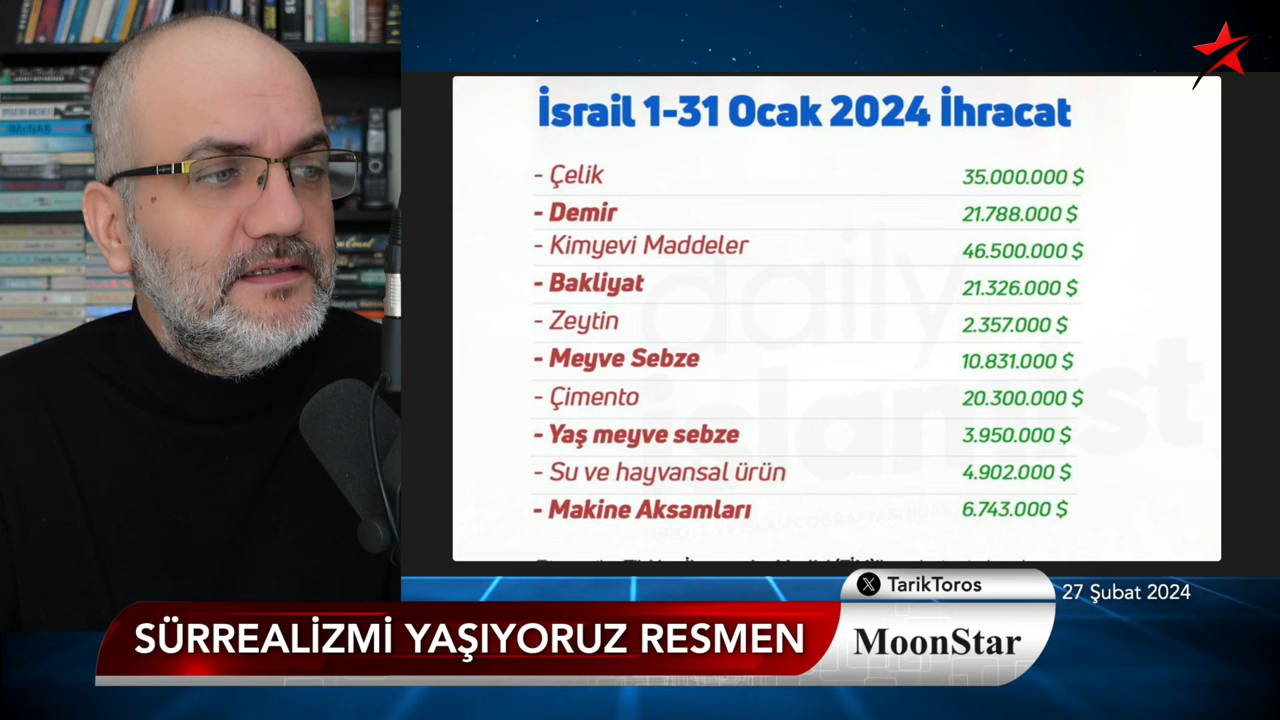 İsrail 1-31 Ocak 2024 İhracat
- Çelik 35.000.000 $
- Demir 21.788.000 $
- Kimyevi Maddeler 46.500.000 $
- Bakliyat 21.326.000 $
- Zeytin 2.357.000 $
- Meyve Sebze 10.831.000 $
- Çimento 20.300.000 $
- Yaş meyve sebze 3.950.000 $
- Su ve hayvansal ürün 4.902.000 $
- Makine Aksamları 6.743.000 $
daily
TarikToros
27 Şubat 2024
SÜRREALİZMİ YAŞIYORUZ RESMEN
MoonStar